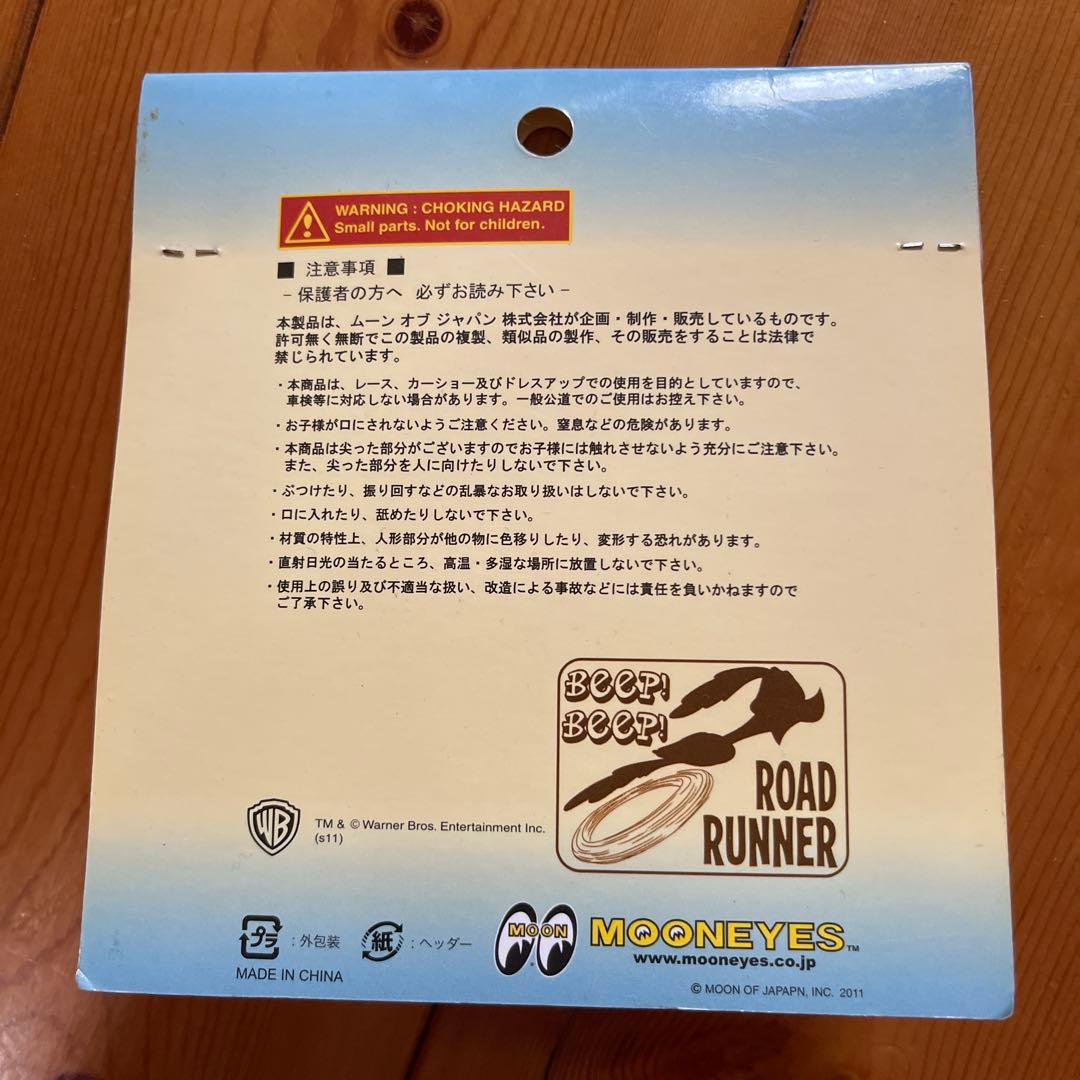 WARNING : CHOKING HAZARD
Small parts. Not for children.
■ 注意事項 ■
– 保護者の方へ 必ずお読み下さい –
本製品は、ムーン オブ ジャパン 株式会社が企画・制作・販売しているものです。
許可無く無断でこの製品の複製、類似品の製作、その販売をすることは法律で
禁じられています。
・本商品は、レース、カーショー及びドレスアップでの使用を目的としていますので、
車検等に対応しない場合があります。一般公道でのご使用はお控え下さい。
・お子様が口にされないようご注意ください。窒息などの危険があります。
・本商品は尖った部分がございますのでお子様には触れさせないよう充分にご注意下さい。
また、尖った部分を人に向けたりしないで下さい。
・ぶつけたり、振り回すなどの乱暴なお取り扱いはしないで下さい。
・口に入れたり、舐めたりしないで下さい。
・材質の特性上、人形部分が他の物に色移りしたり、変形する恐れがあります。
・直射日光の当たるところ、高温・多湿な場所に放置しないで下さい。
・使用上の誤り及び不適当な扱い、改造による事故などには責任を負いかねますので
ご了承下さい。
BEEP!
BEEP!
ROAD
RUNNER
WB
TM & © Warner Bros. Entertainment Inc.
(s11)
プラ : 外包装
紙 : ヘッダー
MADE IN CHINA
MOON
MOONEYES™
www.mooneyes.co.jp
© MOON OF JAPAPN, INC. 2011